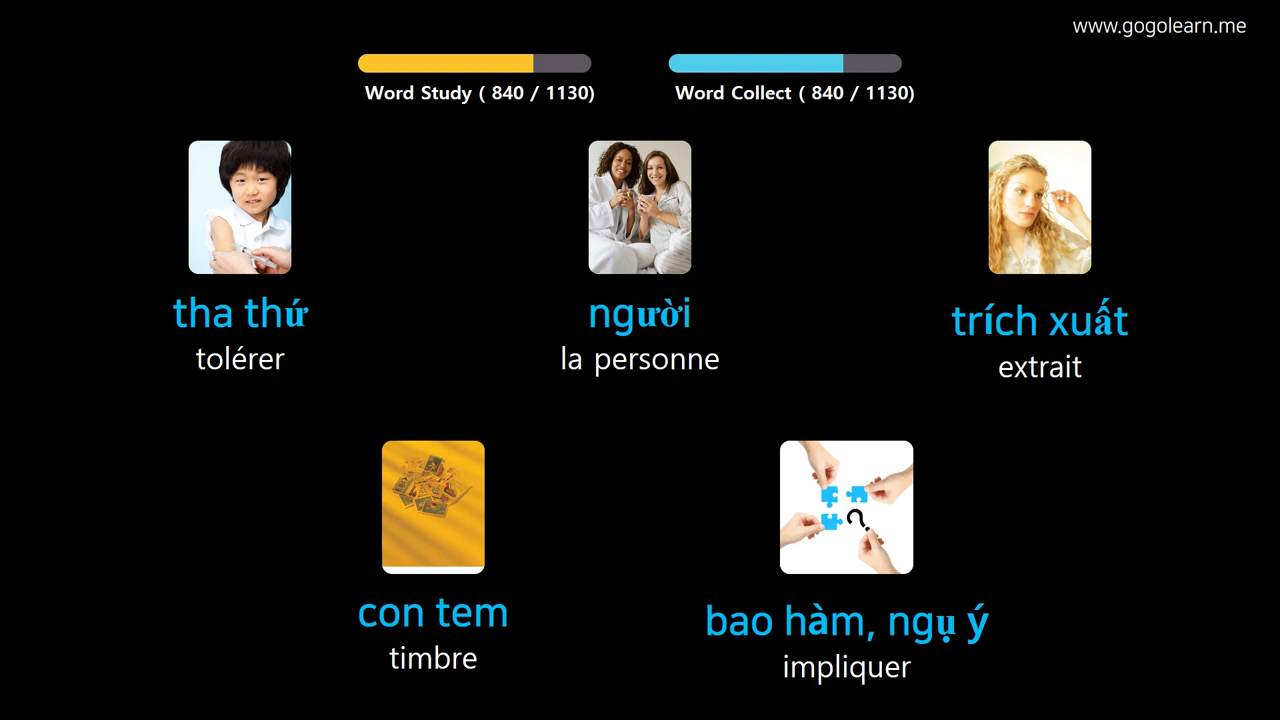 www.gogolearn.me
Word Study ( 840 / 1130)
Word Collect ( 840 / 1130)
tha thứ
tolérer
người
la personne
trích xuất
extrait
con tem
timbre
bao hàm, ngụ ý
impliquer
?